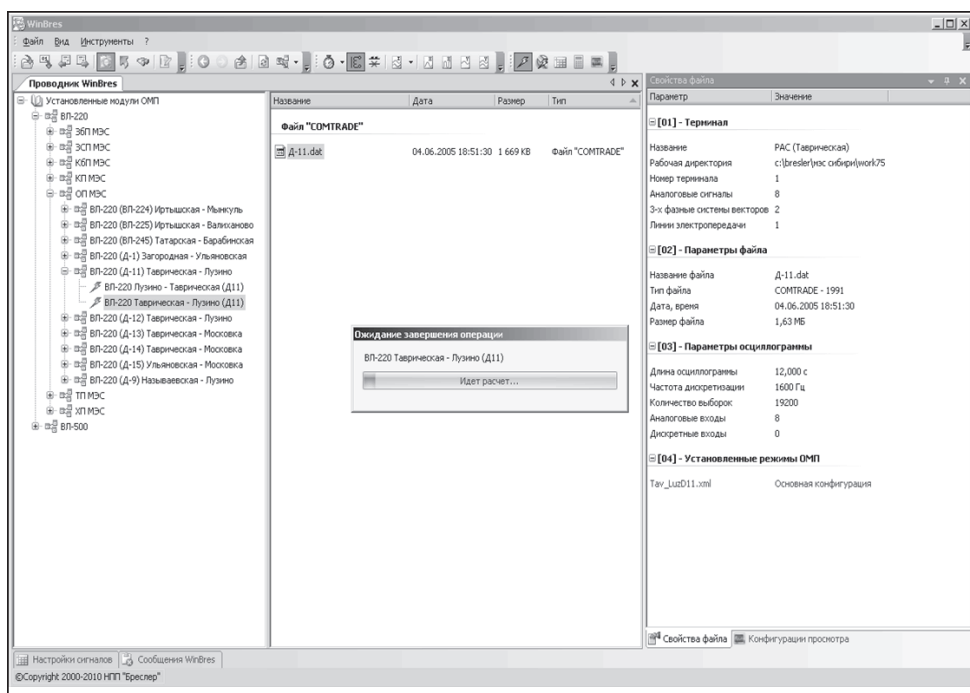 WinBres
Файл Вид Инструменты ?
Проводник WinBres
Установленные модули ОМП
ВЛ-220
ЗбП МЭС
ЗСП МЭС
КбП МЭС
КП МЭС
ОП МЭС
ВЛ-220 (ВЛ-224) Иртышская - Мынкуль
ВЛ-220 (ВЛ-225) Иртышская - Валиханово
ВЛ-220 (ВЛ-245) Татарская - Барабинская
ВЛ-220 (Д-1) Загородная - Ульяновская
ВЛ-220 (Д-11) Таврическая - Лузино
ВЛ-220 Лузино - Таврическая (Д11)
ВЛ-220 Таврическая - Лузино (Д11)
ВЛ-220 (Д-12) Таврическая - Лузино
ВЛ-220 (Д-13) Таврическая - Московка
ВЛ-220 (Д-14) Таврическая - Московка
ВЛ-220 (Д-15) Ульяновская - Московка
ВЛ-220 (Д-9) Называевская - Лузино
ТП МЭС
ХП МЭС
ВЛ-500
Название Дата Размер Тип
Файл "COMTRADE"
Д-11.dat 04.06.2005 18:51:30 1 669 KB Файл "COMTRADE"
Ожидание завершения операции
ВЛ-220 Таврическая - Лузино (Д11)
Идет расчет...
Свойства файла
Параметр Значение
[01] - Терминал
Название РАС (Таврическая)
Рабочая директория c:\bresler\мэс сибири\work75
Номер терминала 1
Аналоговые сигналы 8
3-х фазные системы векторов 2
Линии электропередачи 1
[02] - Параметры файла
Название файла Д-11.dat
Тип файла COMTRADE - 1991
Дата, время 04.06.2005 18:51:30
Размер файла 1,63 МБ
[03] - Параметры осциллограммы
Длина осциллограммы 12,000 с
Частота дискретизации 1600 Гц
Количество выборок 19200
Аналоговые входы 8
Дискретные входы 0
[04] - Установленные режимы ОМП
Tav_LuzD11.xml Основная конфигурация
Свойства файла Конфигурации просмотра
Настройки сигналов Сообщения WinBres
©Copyright 2000-2010 НПП "Бреслер"